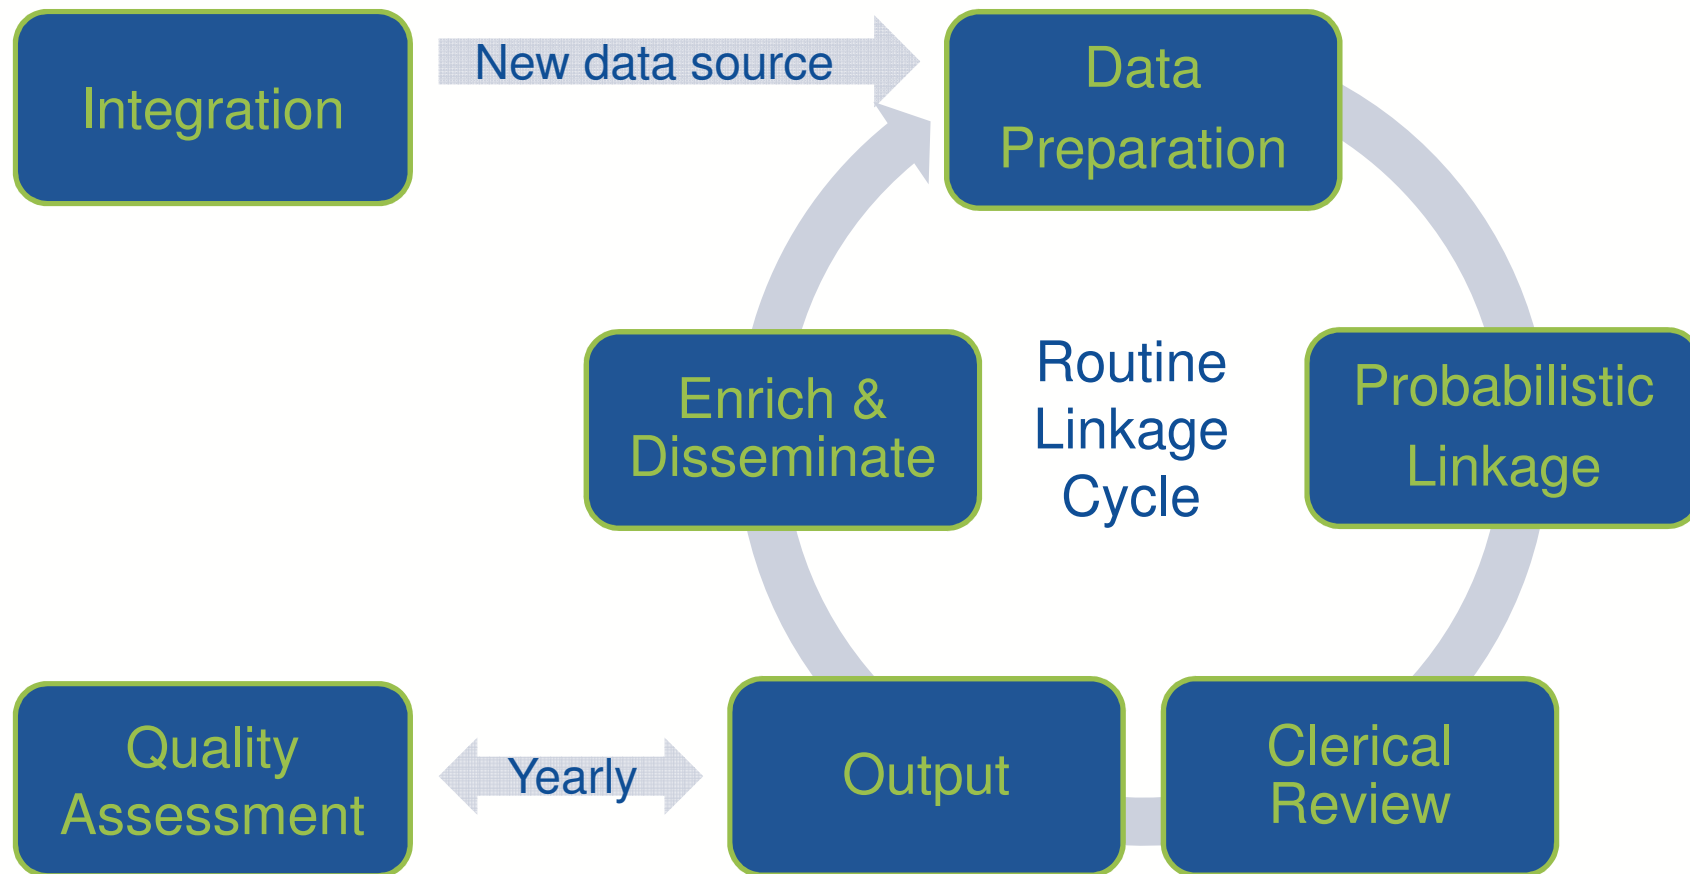 Integration
New data source
Data
Preparation
Enrich &
Disseminate
Routine
Linkage
Cycle
Probabilistic
Linkage
Quality
Assessment
Yearly
Output
Clerical
Review